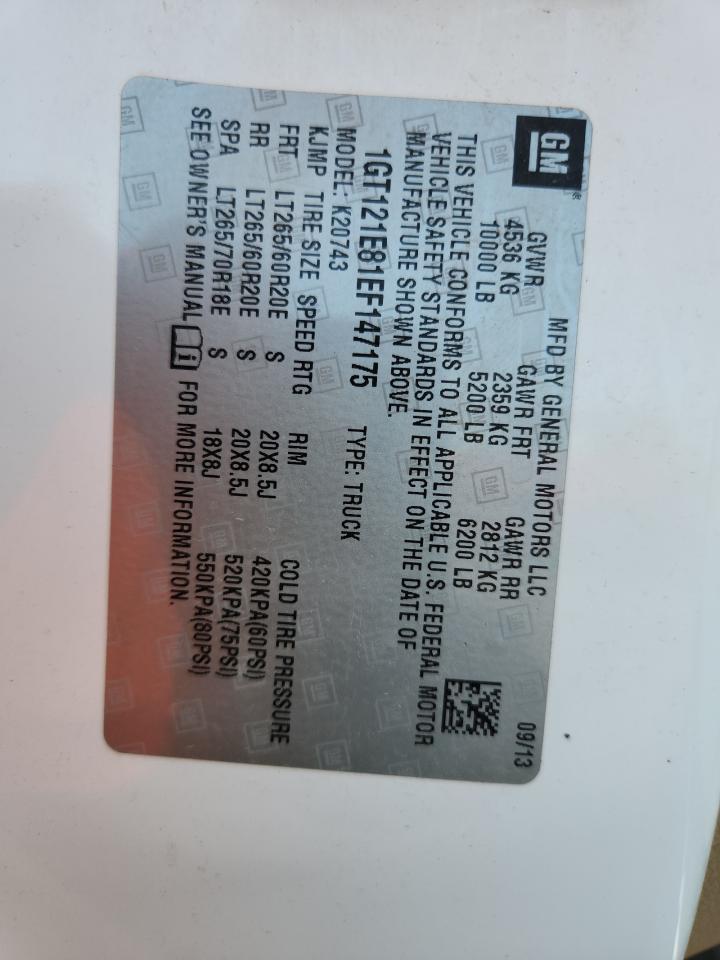 GM
MFD BY GENERAL MOTORS LLC 09/13
GVWR GAWR FRT GAWR RR
4536 KG 2359 KG 2812 KG
10000 LB 5200 LB 6200 LB
THIS VEHICLE CONFORMS TO ALL APPLICABLE U.S. FEDERAL MOTOR
VEHICLE SAFETY STANDARDS IN EFFECT ON THE DATE OF
MANUFACTURE SHOWN ABOVE.
1GT121E81EF147175 TYPE: TRUCK
MODEL: K20743
KJMP TIRE SIZE SPEED RTG RIM COLD TIRE PRESSURE
FRT LT265/60R20E S 20X8.5J 420KPA(60PSI)
RR LT265/60R20E S 20X8.5J 520KPA(75PSI)
SPA LT265/70R18E S 18X8J 550KPA(80PSI)
SEE OWNER'S MANUAL i FOR MORE INFORMATION.